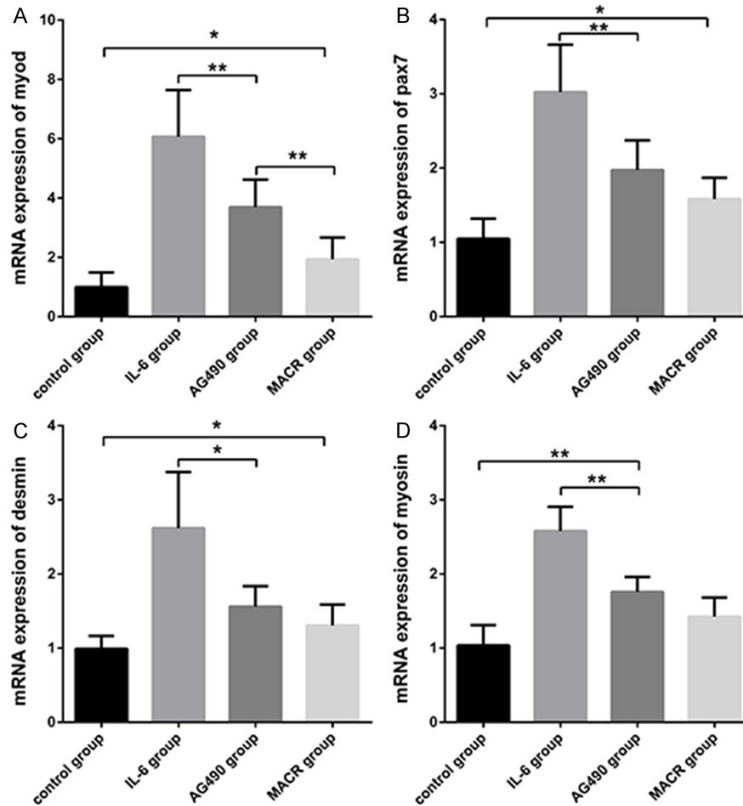 A
mRNA expression of myod
10
8
6
4
2
0
*
**
**
control group
IL-6 group
AG490 group
MACR group
B
mRNA expression of pax7
4
3
2
1
0
*
**
control group
IL-6 group
AG490 group
MACR group
C
mRNA expression of desmin
4
3
2
1
0
*
*
control group
IL-6 group
AG490 group
MACR group
D
mRNA expression of myosin
4
3
2
1
0
**
**
control group
IL-6 group
AG490 group
MACR group